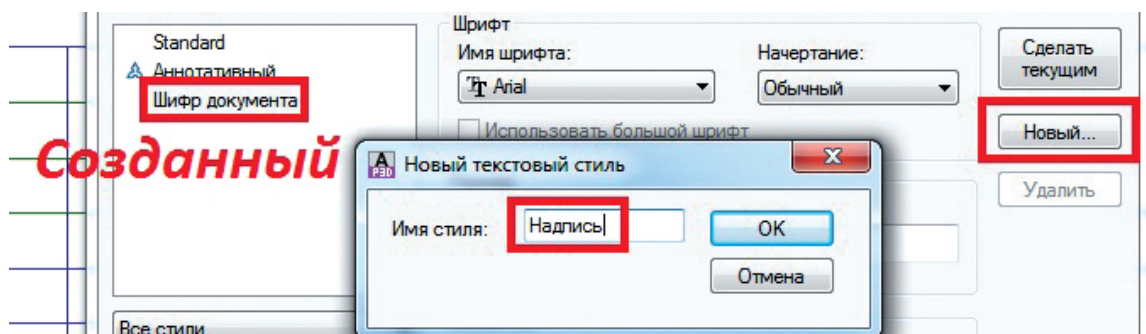 Шрифт
Standard
Имя шрифта:
Начертание:
Сделать текущим
Аннотативный
Arial
Обычный
Шифр документа
Использовать большой шрифт
Новый...
Созданный
Новый текстовый стиль
Удалить
Имя стиля:
Надпись
OK
Отмена
Все стили